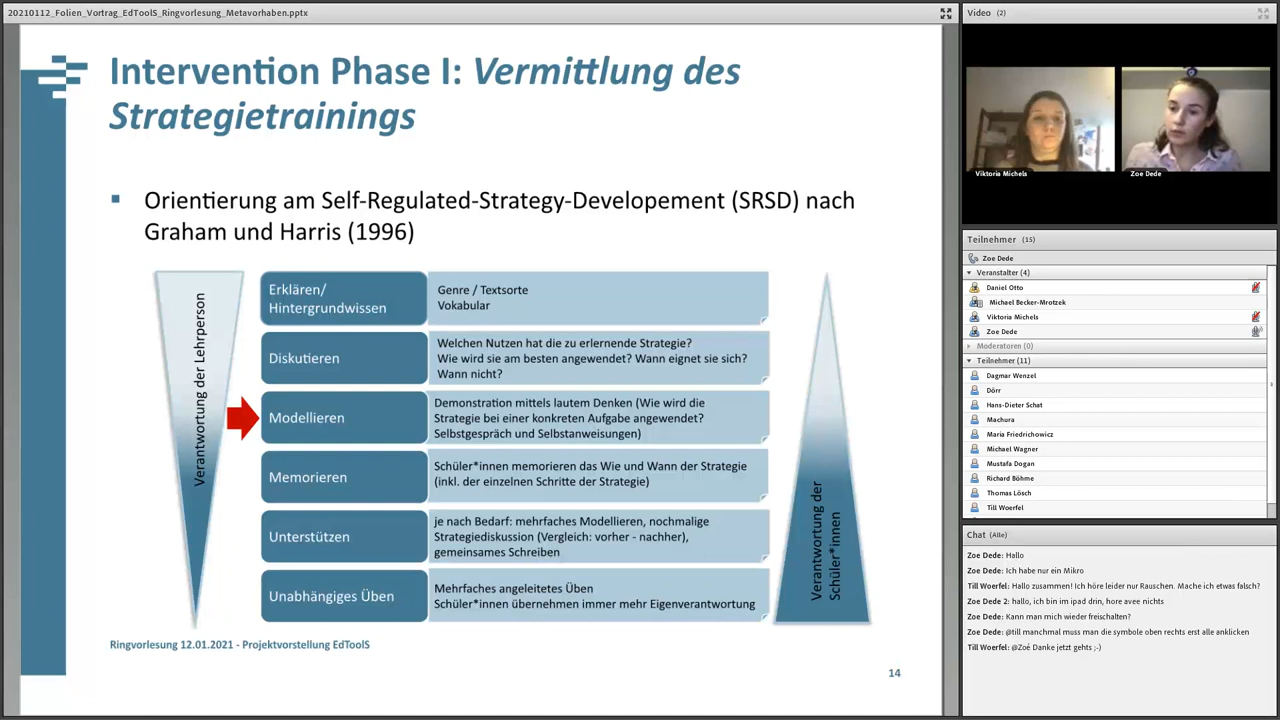 20210112_Folien_Vortrag_EdToolS_Ringvorlesung_Metavorhaben.pptx
Intervention Phase I: Vermittlung des
Strategietrainings
Orientierung am Self-Regulated-Strategy-Developement (SRSD) nach
Graham und Harris (1996)
Verantwortung der Lehrperson
Erklären/
Hintergrundwissen
Genre / Textsorte
Vokabular
Diskutieren
Welchen Nutzen hat die zu erlernende Strategie?
Wie wird sie am besten angewendet? Wann eignet sie sich?
Wann nicht?
Modellieren
Demonstration mittels lautem Denken (Wie wird die
Strategie bei einer konkreten Aufgabe angewendet?
Selbstgespräch und Selbstanweisungen)
Memorieren
Schüler*innen memorieren das Wie und Wann der Strategie
(inkl. der einzelnen Schritte der Strategie)
Unterstützen
je nach Bedarf: mehrfaches Modellieren, nochmalige
Strategiediskussion (Vergleich: vorher - nachher),
gemeinsames Schreiben
Unabhängiges Üben
Mehrfaches angeleitetes Üben
Schüler*innen übernehmen immer mehr Eigenverantwortung
Verantwortung der
Schüler*innen
Ringvorlesung 12.01.2021 - Projektvorstellung EdToolS
14
Video (2)
Viktoria Michels
Zoe Dede
Teilnehmer (15)
Zoe Dede
Veranstalter (4)
Daniel Otto
Michael Becker-Mrotzek
Viktoria Michels
Zoe Dede
Moderatoren (0)
Teilnehmer (11)
Dagmar Wenzel
Dörr
Hans-Dieter Schat
Machura
Maria Friedrichowicz
Michael Wagner
Mustafa Dogan
Richard Böhme
Thomas Lösch
Till Woerfel
Chat (Alle)
Zoe Dede: Hallo
Zoe Dede: Ich habe nur ein Mikro
Till Woerfel: Hallo zusammen! Ich höre leider nur Rauschen. Mache ich etwas falsch?
Zoe Dede 2: hallo, ich bin im ipad drin, hore avee nichts
Zoe Dede: Kann man mich wieder freischalten?
Zoe Dede: @till manchmal muss man die symbole oben rechts erst alle anklicken
Till Woerfel: @Zoé Danke jetzt gehts ;-)